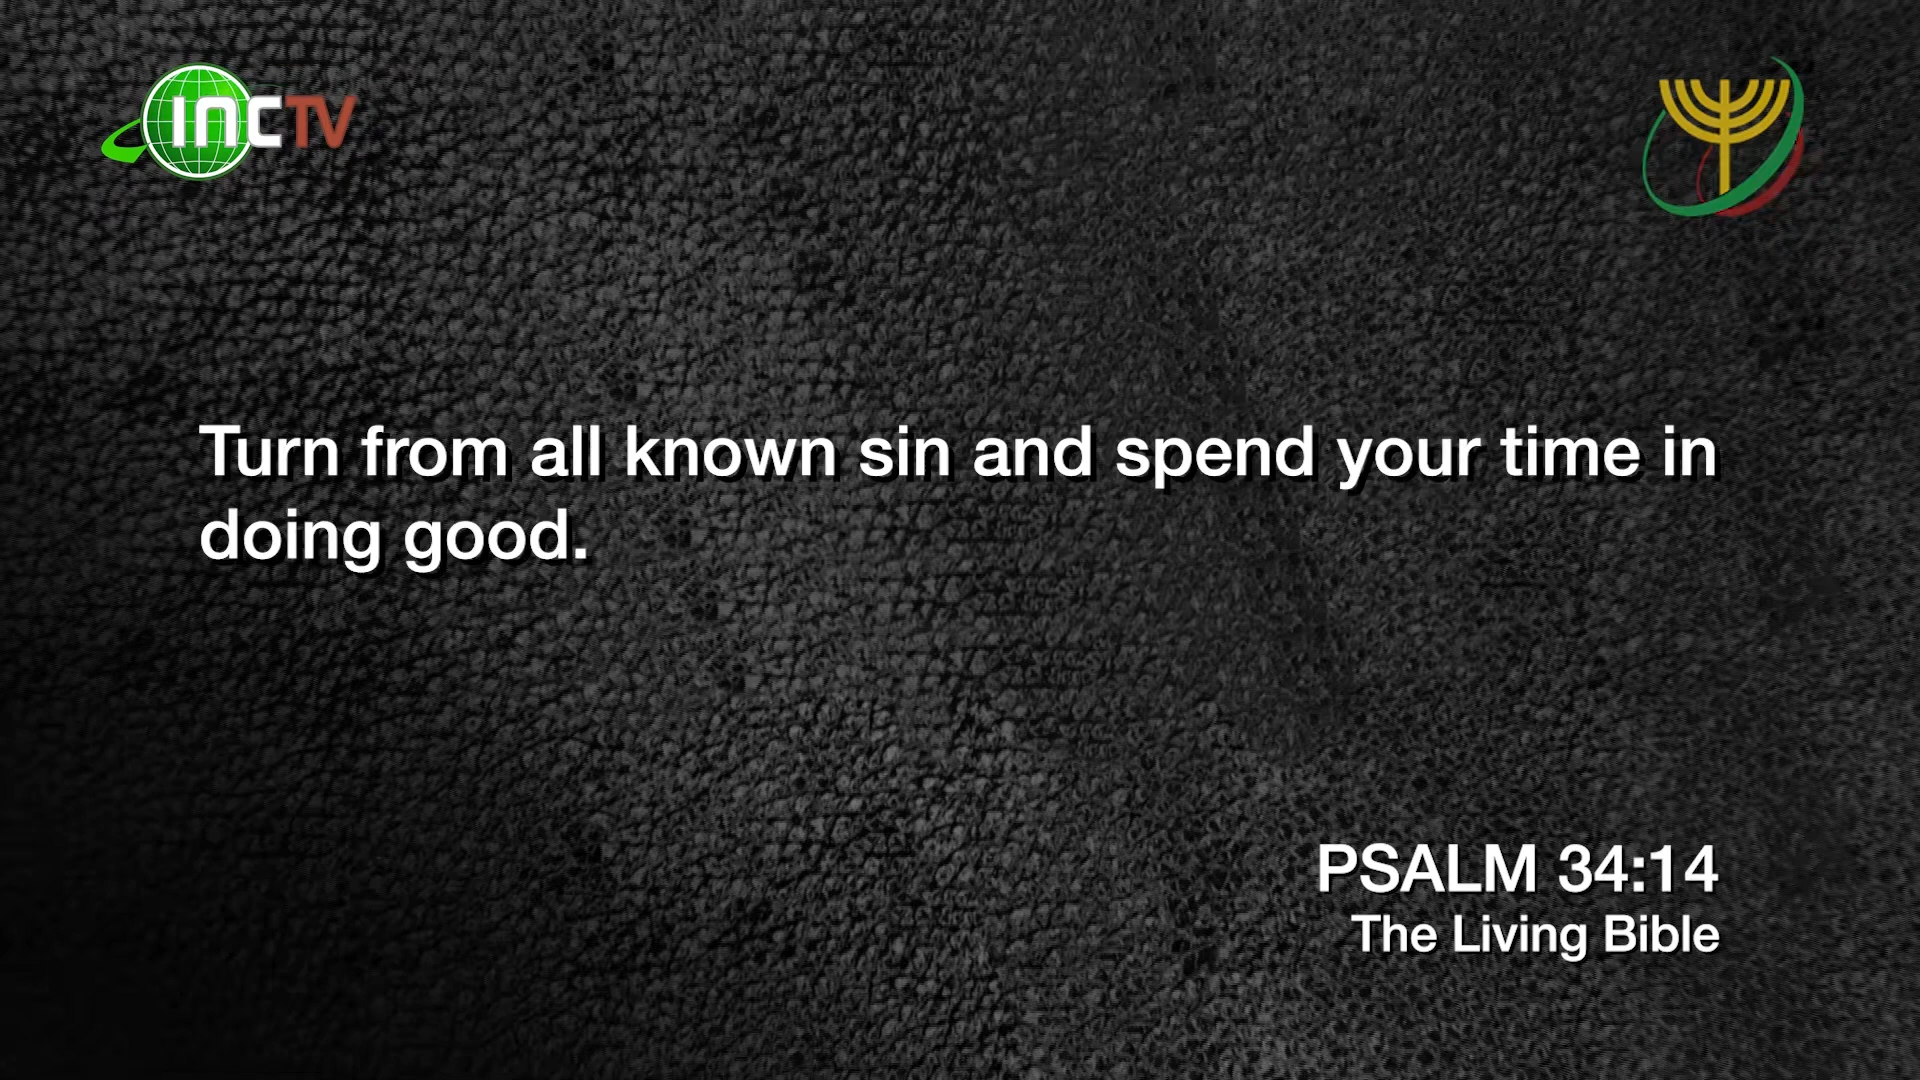 INCTV
Turn from all known sin and spend your time in
doing good.
PSALM 34:14
The Living Bible